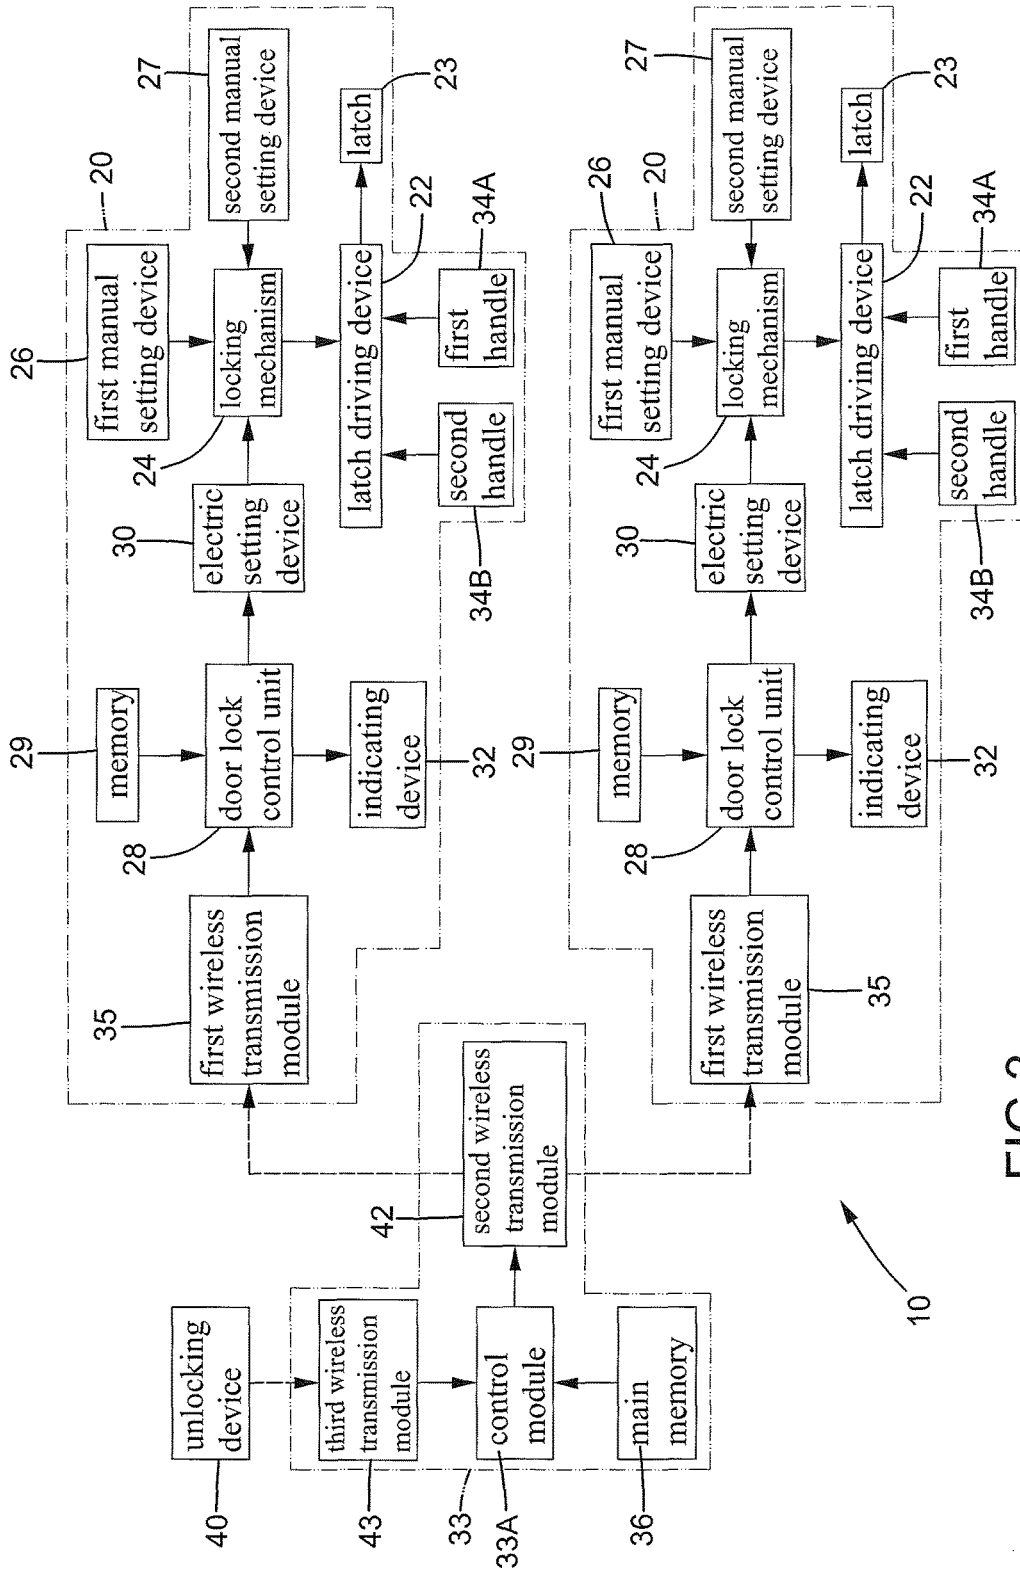 26
20
27
29
first manual
setting device
second manual
setting device
35
memory
30
24
28
40
unlocking
device
first wireless
transmission
module
door lock
control unit
electric
setting
device
locking
mechanism
latch
23
43
third wireless
transmission
module
42
indicating
device
latch driving device
22
33
33A
control
module
second wireless
transmission
module
32
34B
second
handle
first
handle
34A
36
main
memory
29
26
20
27
memory
30
first manual
setting device
second manual
setting device
28
24
first wireless
transmission
module
door lock
control unit
electric
setting
device
locking
mechanism
latch
23
35
indicating
device
latch driving device
22
10
32
34B
second
handle
first
handle
34A
FIG